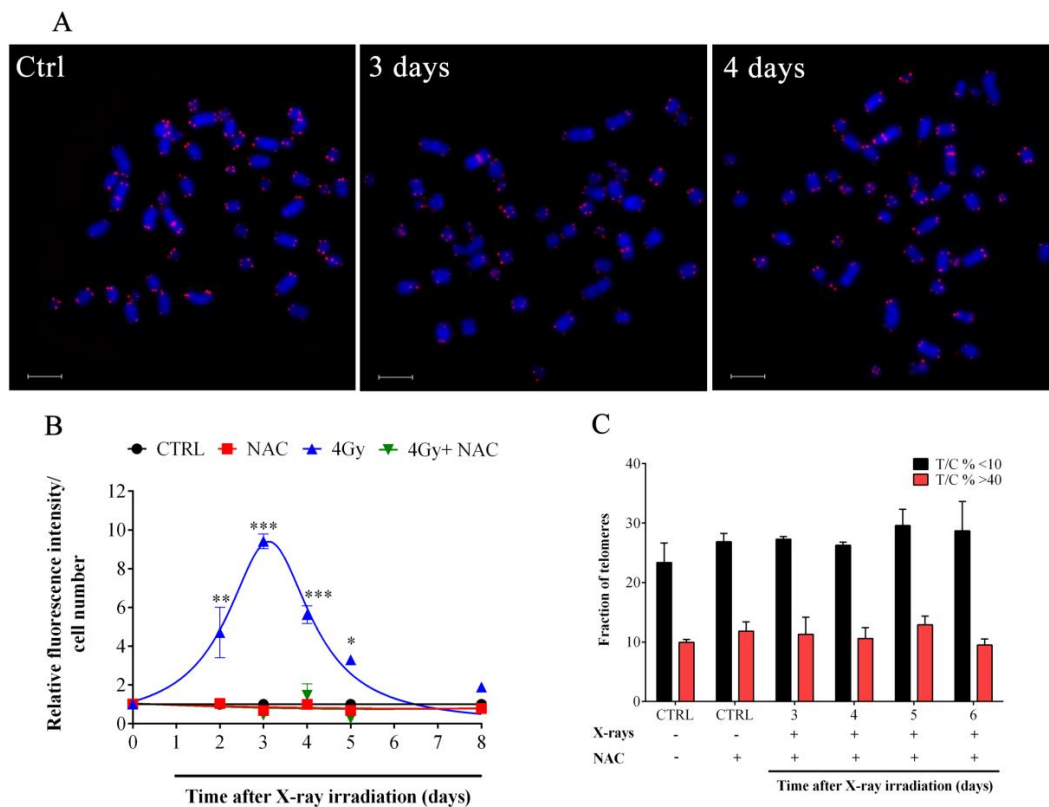 A
Ctrl
3 days
4 days
B
CTRL NAC 4Gy 4Gy+ NAC
Relative fluorescence intensity/
cell number
12
10
8
6
4
2
0
** *** *** *
0 1 2 3 4 5 8
Time after X-ray irradiation (days)
C
T/C % <10
T/C % >40
Fraction of telomeres
40
30
20
10
0
CTRL CTRL 3 4 5 6
X-rays - - + + + +
NAC - + + + + +
Time after X-ray irradiation (days)